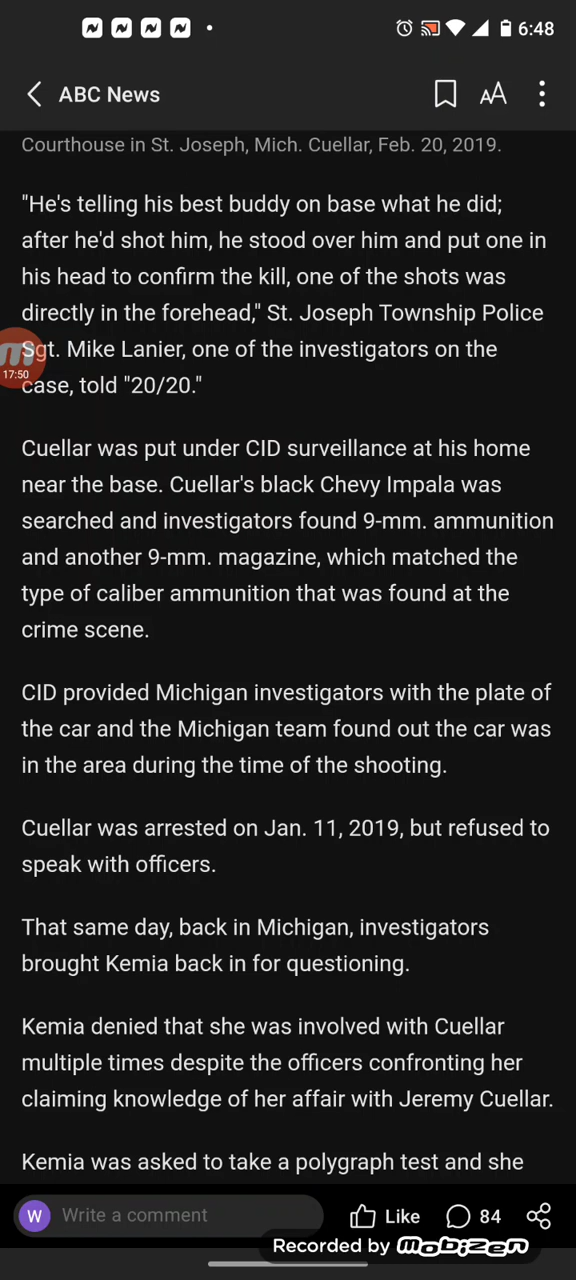 6:48
ABC News
AA
Courthouse in St. Joseph, Mich. Cuellar, Feb. 20, 2019.
"He's telling his best buddy on base what he did;
after he'd shot him, he stood over him and put one in
his head to confirm the kill, one of the shots was
directly in the forehead," St. Joseph Township Police
Sgt. Mike Lanier, one of the investigators on the
case, told "20/20."
17:50
Cuellar was put under CID surveillance at his home
near the base. Cuellar's black Chevy Impala was
searched and investigators found 9-mm. ammunition
and another 9-mm. magazine, which matched the
type of caliber ammunition that was found at the
crime scene.
CID provided Michigan investigators with the plate of
the car and the Michigan team found out the car was
in the area during the time of the shooting.
Cuellar was arrested on Jan. 11, 2019, but refused to
speak with officers.
That same day, back in Michigan, investigators
brought Kemia back in for questioning.
Kemia denied that she was involved with Cuellar
multiple times despite the officers confronting her
claiming knowledge of her affair with Jeremy Cuellar.
Kemia was asked to take a polygraph test and she
W Write a comment Like 84
Recorded by mobizen